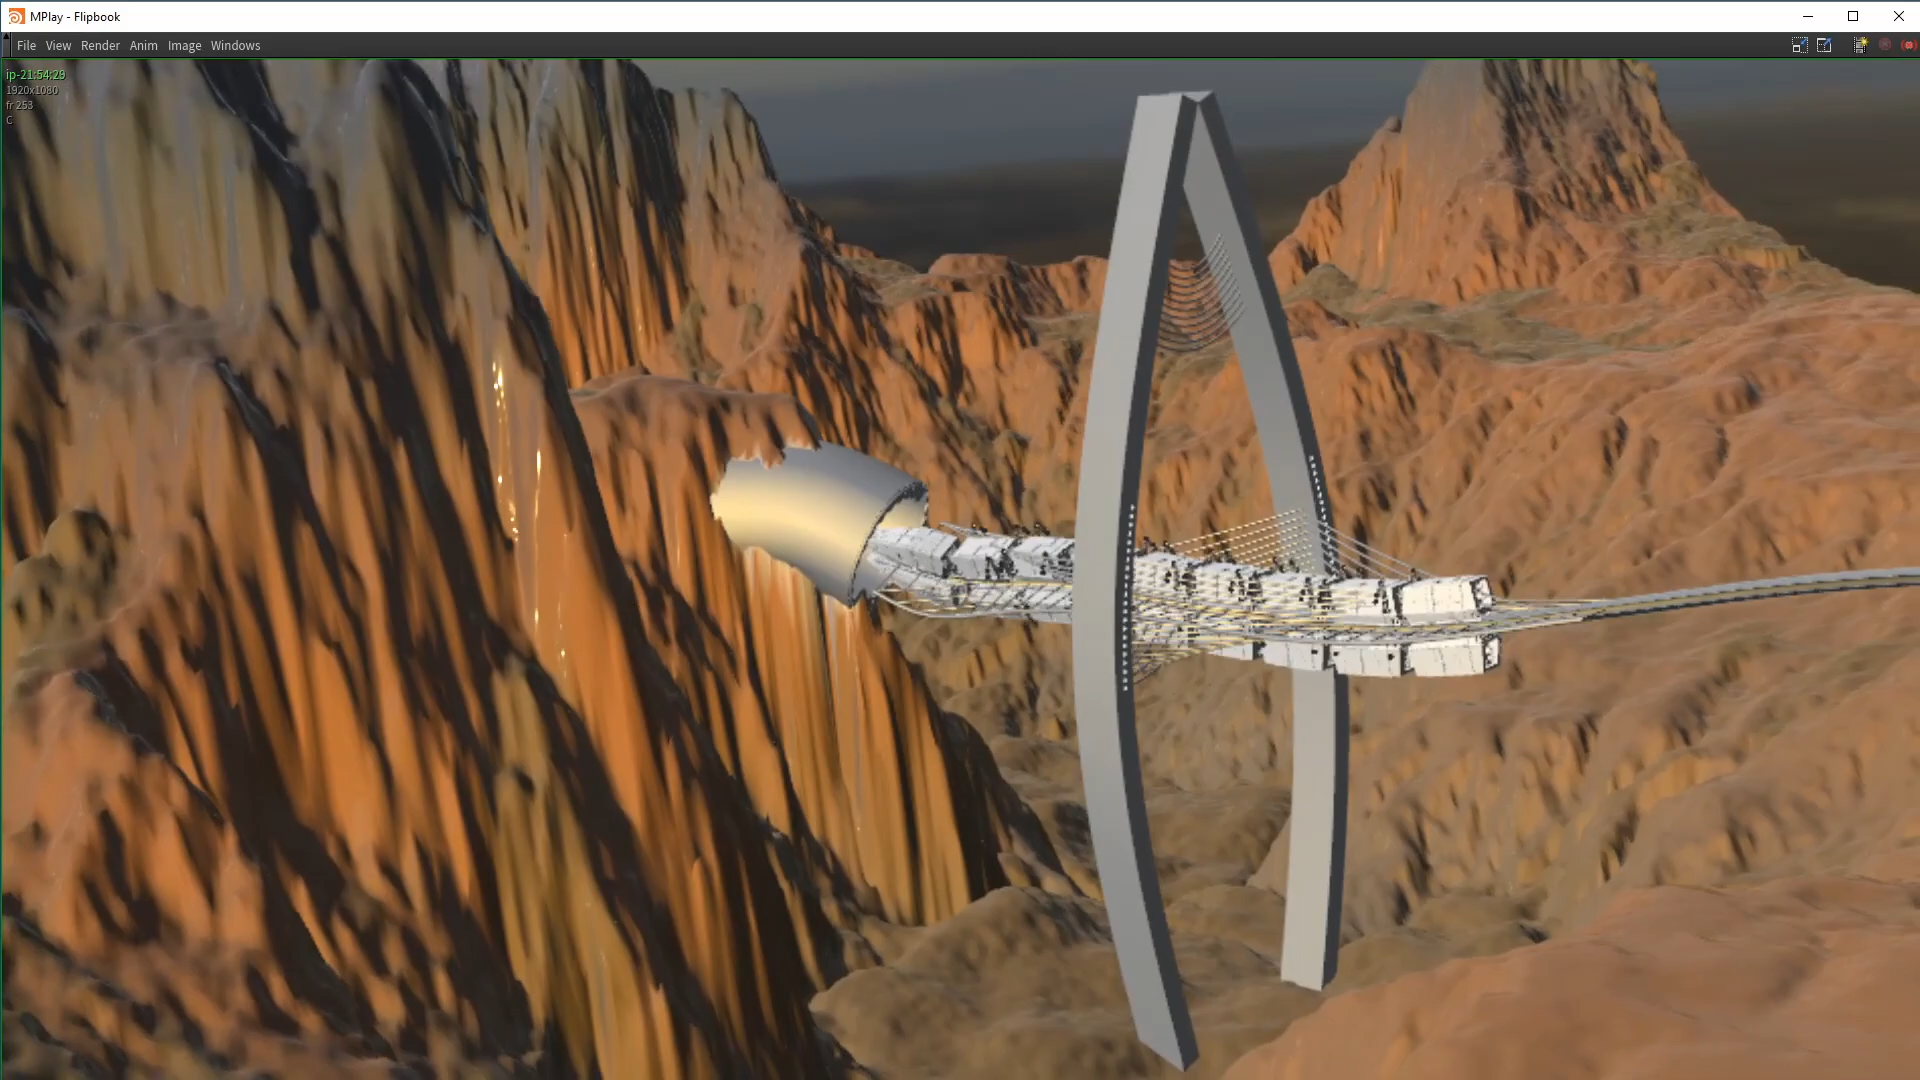 MPlay - Flipbook
File View Render Anim Image Windows
ip-21:54:29
1920x1080
fr 253
C